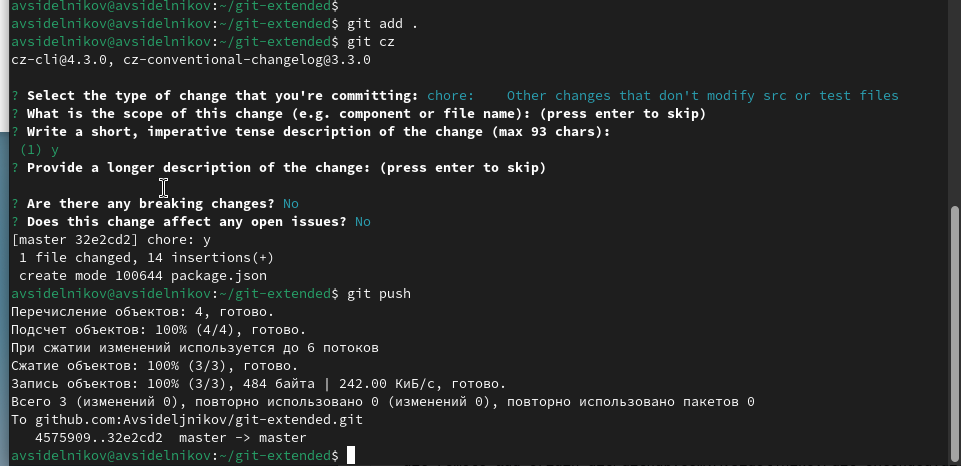 avsidelnikov@avsidelnikov:~/git-extended$
avsidelnikov@avsidelnikov:~/git-extended$ git add .
avsidelnikov@avsidelnikov:~/git-extended$ git cz
cz-cli@4.3.0, cz-conventional-changelog@3.3.0
? Select the type of change that you're committing: chore:    Other changes that don't modify src or test files
? What is the scope of this change (e.g. component or file name): (press enter to skip)
? Write a short, imperative tense description of the change (max 93 chars):
 (1) y
? Provide a longer description of the change: (press enter to skip)
? Are there any breaking changes? No
? Does this change affect any open issues? No
[master 32e2cd2] chore: y
 1 file changed, 14 insertions(+)
 create mode 100644 package.json
avsidelnikov@avsidelnikov:~/git-extended$ git push
Перечисление объектов: 4, готово.
Подсчет объектов: 100% (4/4), готово.
При сжатии изменений используется до 6 потоков
Сжатие объектов: 100% (3/3), готово.
Запись объектов: 100% (3/3), 484 байта | 242.00 КиБ/с, готово.
Всего 3 (изменений 0), повторно использовано 0 (изменений 0), повторно использовано пакетов 0
To github.com:Avsideljnikov/git-extended.git
   4575909..32e2cd2  master -> master
avsidelnikov@avsidelnikov:~/git-extended$